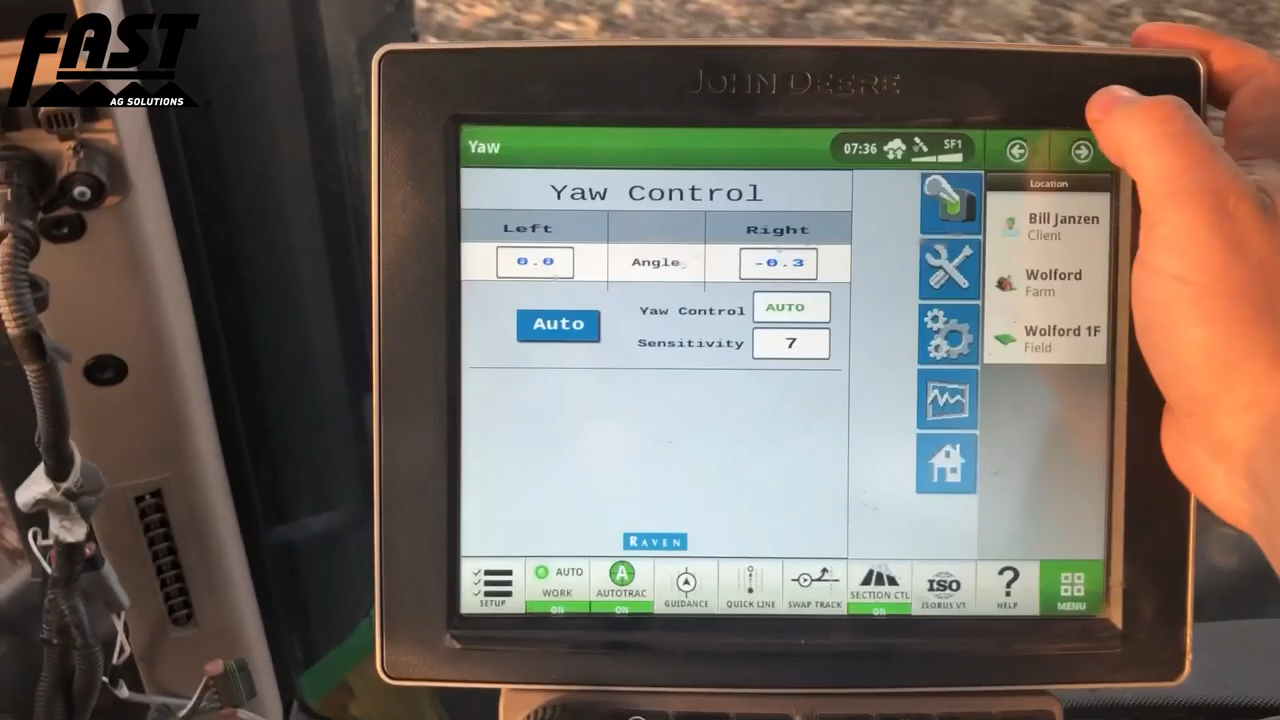 FAST
AG SOLUTIONS
JOHN DEERE
Yaw
07:36
SF1
Yaw Control
Left
Right
0.0
Angle
-0.3
Auto
Yaw Control
AUTO
Sensitivity
7
RAVEN
Location
Bill Janzen
Client
Wolford
Farm
Wolford 1F
Field
SETUP
AUTO
WORK
ON
A
AUTOTRAC
ON
GUIDANCE
QUICK LINE
SWAP TRACK
SECTION CTL
ON
ISO
ISOBUS VT
?
HELP
MENU